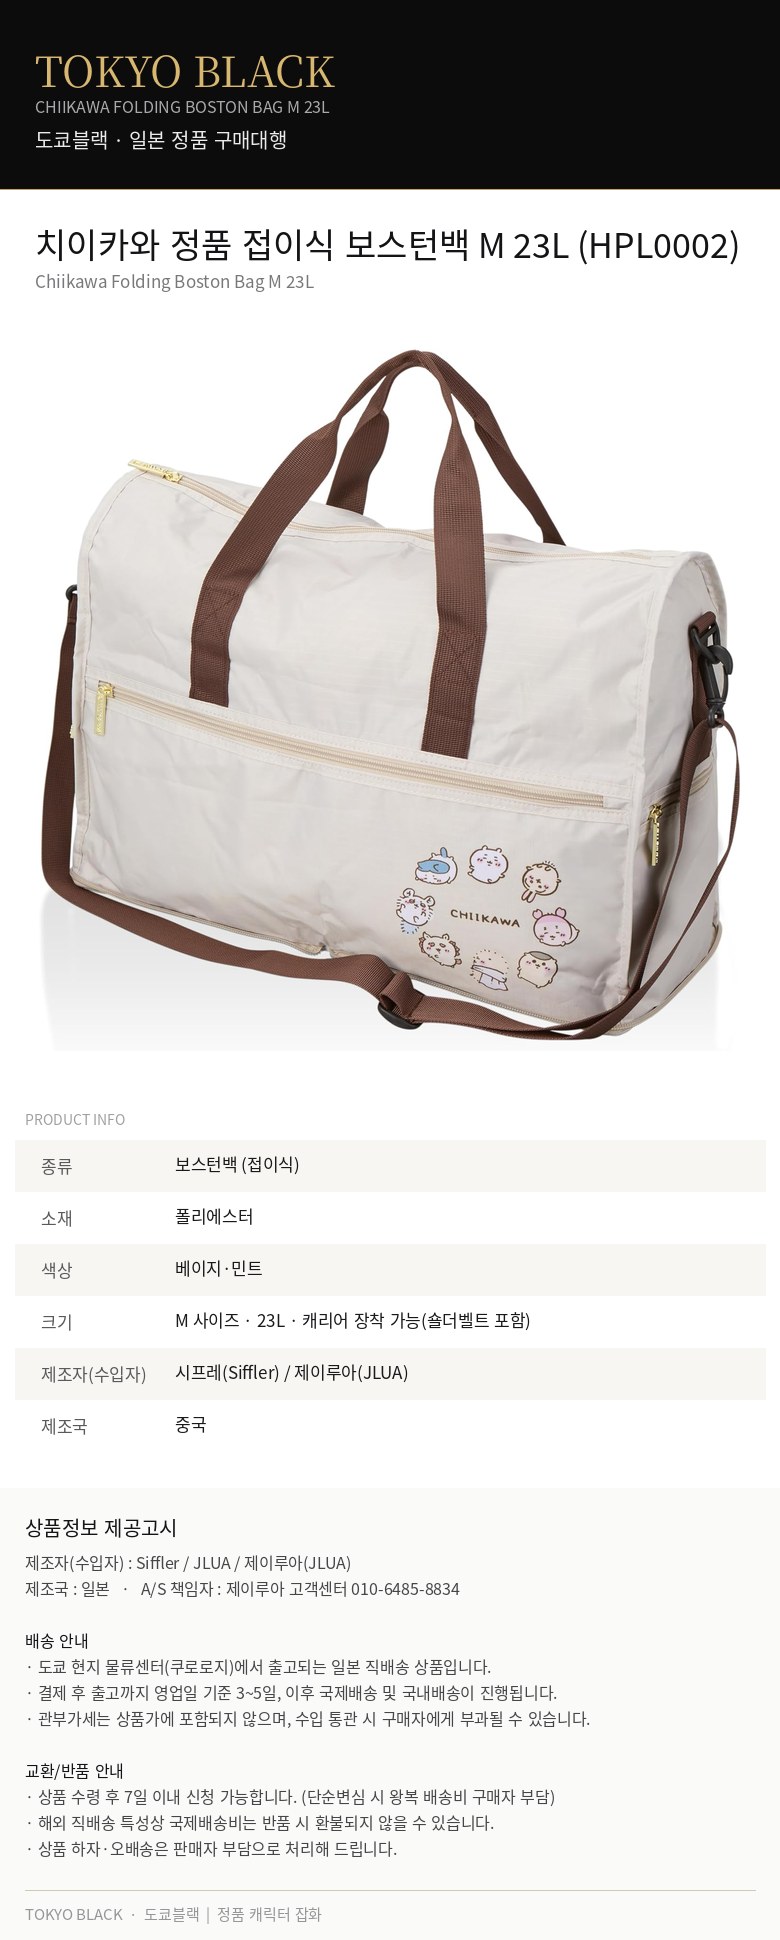 TOKYO BLACK
CHIIKAWA FOLDING BOSTON BAG M 23L
도쿄블랙 · 일본 정품 구매대행
치이카와 정품 접이식 보스턴백 M 23L (HPL0002)
Chiikawa Folding Boston Bag M 23L
CHIIKAWA
PRODUCT INFO
종류 보스턴백 (접이식)
소재 폴리에스터
색상 베이지·민트
크기 M 사이즈 · 23L · 캐리어 장착 가능(숄더벨트 포함)
제조자(수입자) 시프레(Siffler) / 제이루아(JLUA)
제조국 중국
상품정보 제공고시
제조자(수입자) : Siffler / JLUA / 제이루아(JLUA)
제조국 : 일본 · A/S 책임자 : 제이루아 고객센터 010-6485-8834
배송 안내
· 도쿄 현지 물류센터(쿠로로지)에서 출고되는 일본 직배송 상품입니다.
· 결제 후 출고까지 영업일 기준 3~5일, 이후 국제배송 및 국내배송이 진행됩니다.
· 관부가세는 상품가에 포함되지 않으며, 수입 통관 시 구매자에게 부과될 수 있습니다.
교환/반품 안내
· 상품 수령 후 7일 이내 신청 가능합니다. (단순변심 시 왕복 배송비 구매자 부담)
· 해외 직배송 특성상 국제배송비는 반품 시 환불되지 않을 수 있습니다.
· 상품 하자·오배송은 판매자 부담으로 처리해 드립니다.
TOKYO BLACK · 도쿄블랙 | 정품 캐릭터 잡화